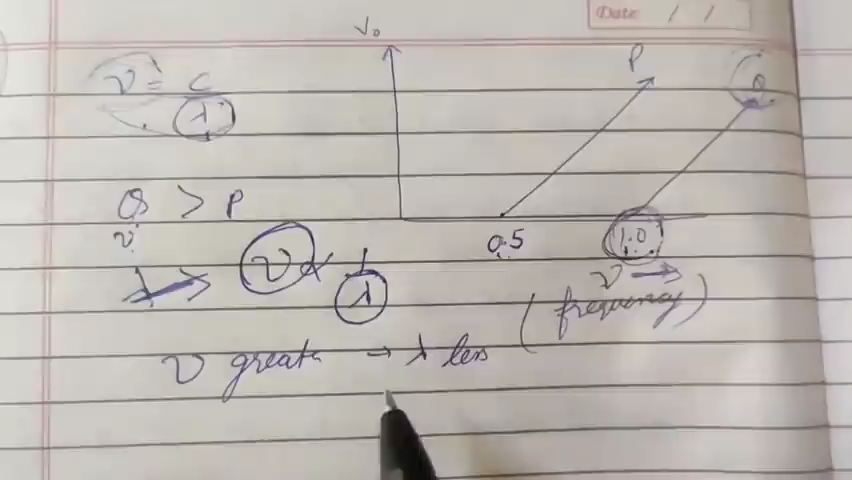 Date / /
V₀
P
Q
ν = c
λ
Q > P
ν
0.5
1.0
λ →
ν ∝ 1/λ
ν →
(frequency)
ν greater → λ less